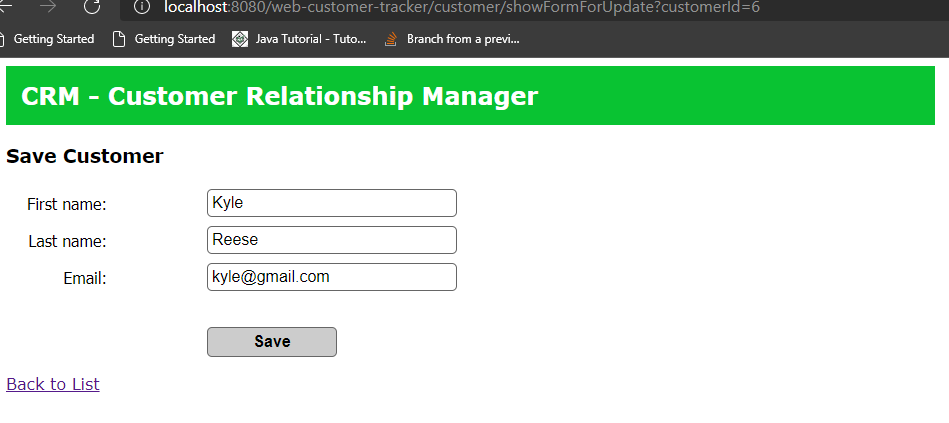 localhost:8080/web-customer-tracker/customer/showFormForUpdate?customerId=6
Getting Started Getting Started Java Tutorial - Tuto... Branch from a previ...
CRM - Customer Relationship Manager
Save Customer
First name: Kyle
Last name: Reese
Email: kyle@gmail.com
Save
Back to List